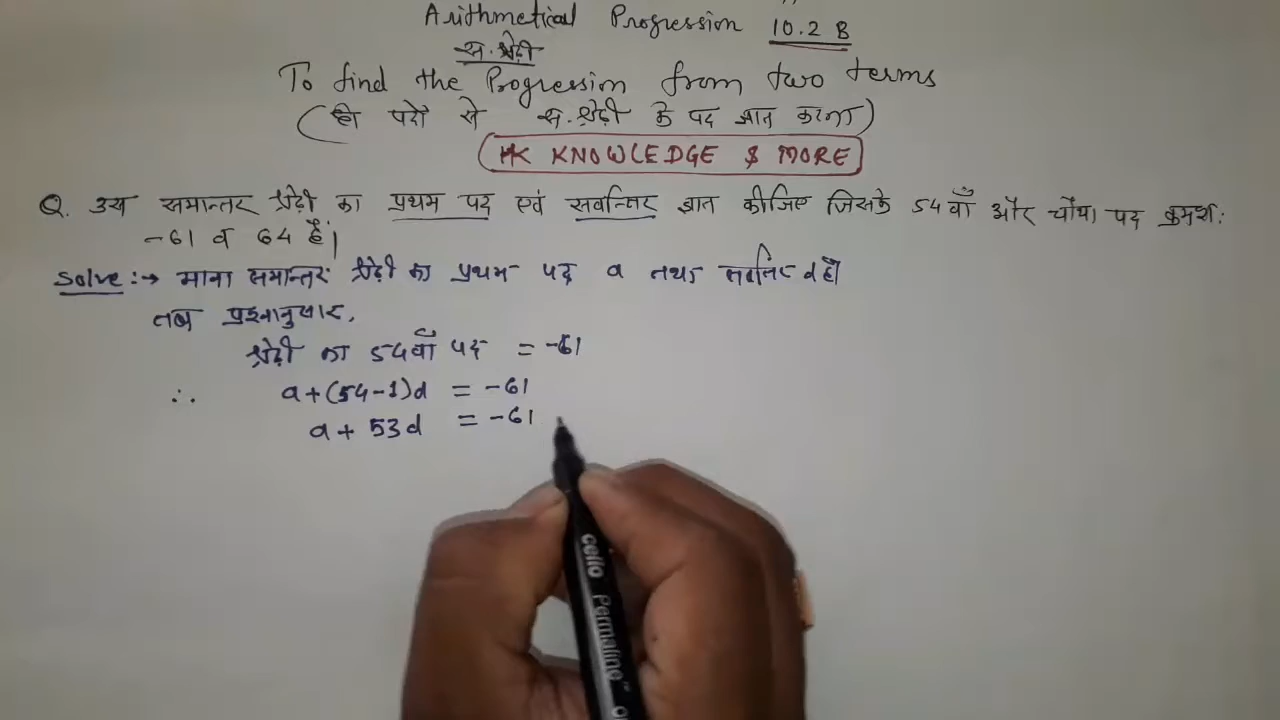 Arithmetical Progression 10.2 B
स. श्रेढ़ी
To find the Progression from two terms
(दो पदों से स. श्रेढ़ी के पद ज्ञात करना)
HK KNOWLEDGE $ MORE
Q. उस समान्तर श्रेढ़ी का प्रथम पद एवं सर्वान्तर ज्ञात कीजिए जिसके 54वाँ और चौथा पद क्रमश:
-61 व 64 है।
Solve :→ माना समान्तर श्रेढ़ी का प्रथम पद a तथा सर्वान्तर d है
तब प्रश्नानुसार,
श्रेढ़ी का 54वाँ पद = -61
∴ a+(54-1)d = -61
a + 53d = -61
cello Permaline